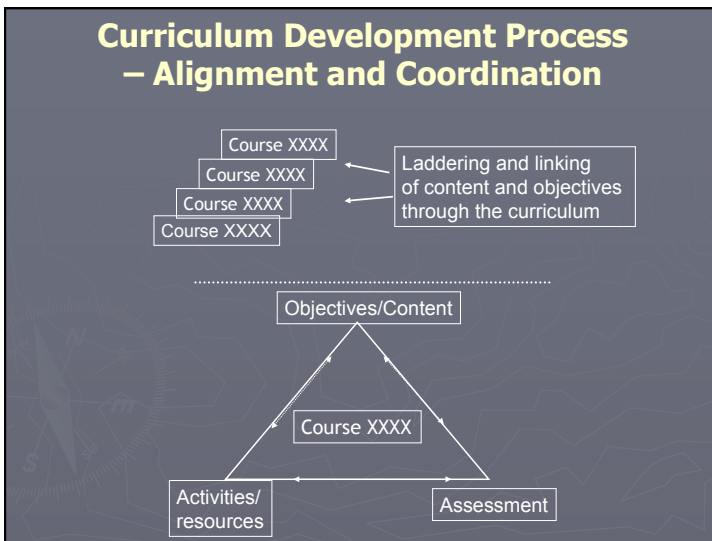 Curriculum Development Process
– Alignment and Coordination
Course XXXX
Course XXXX
Course XXXX
Course XXXX
Laddering and linking
of content and objectives
through the curriculum
Objectives/Content
Course XXXX
Activities/
resources
Assessment
N
S